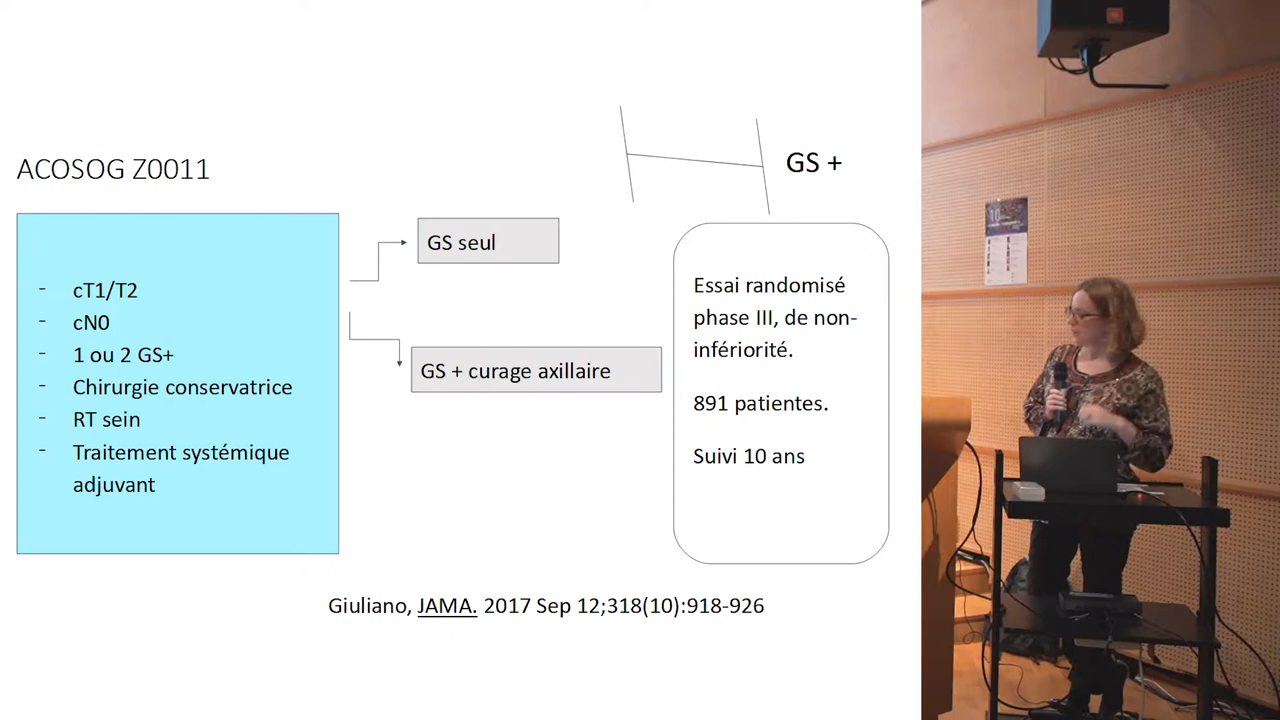 ACOSOG Z0011
GS +
- cT1/T2
- cN0
- 1 ou 2 GS+
- Chirurgie conservatrice
- RT sein
- Traitement systémique
adjuvant
GS seul
GS + curage axillaire
Essai randomisé
phase III, de non-
infériorité.
891 patientes.
Suivi 10 ans
Giuliano, JAMA. 2017 Sep 12;318(10):918-926
10